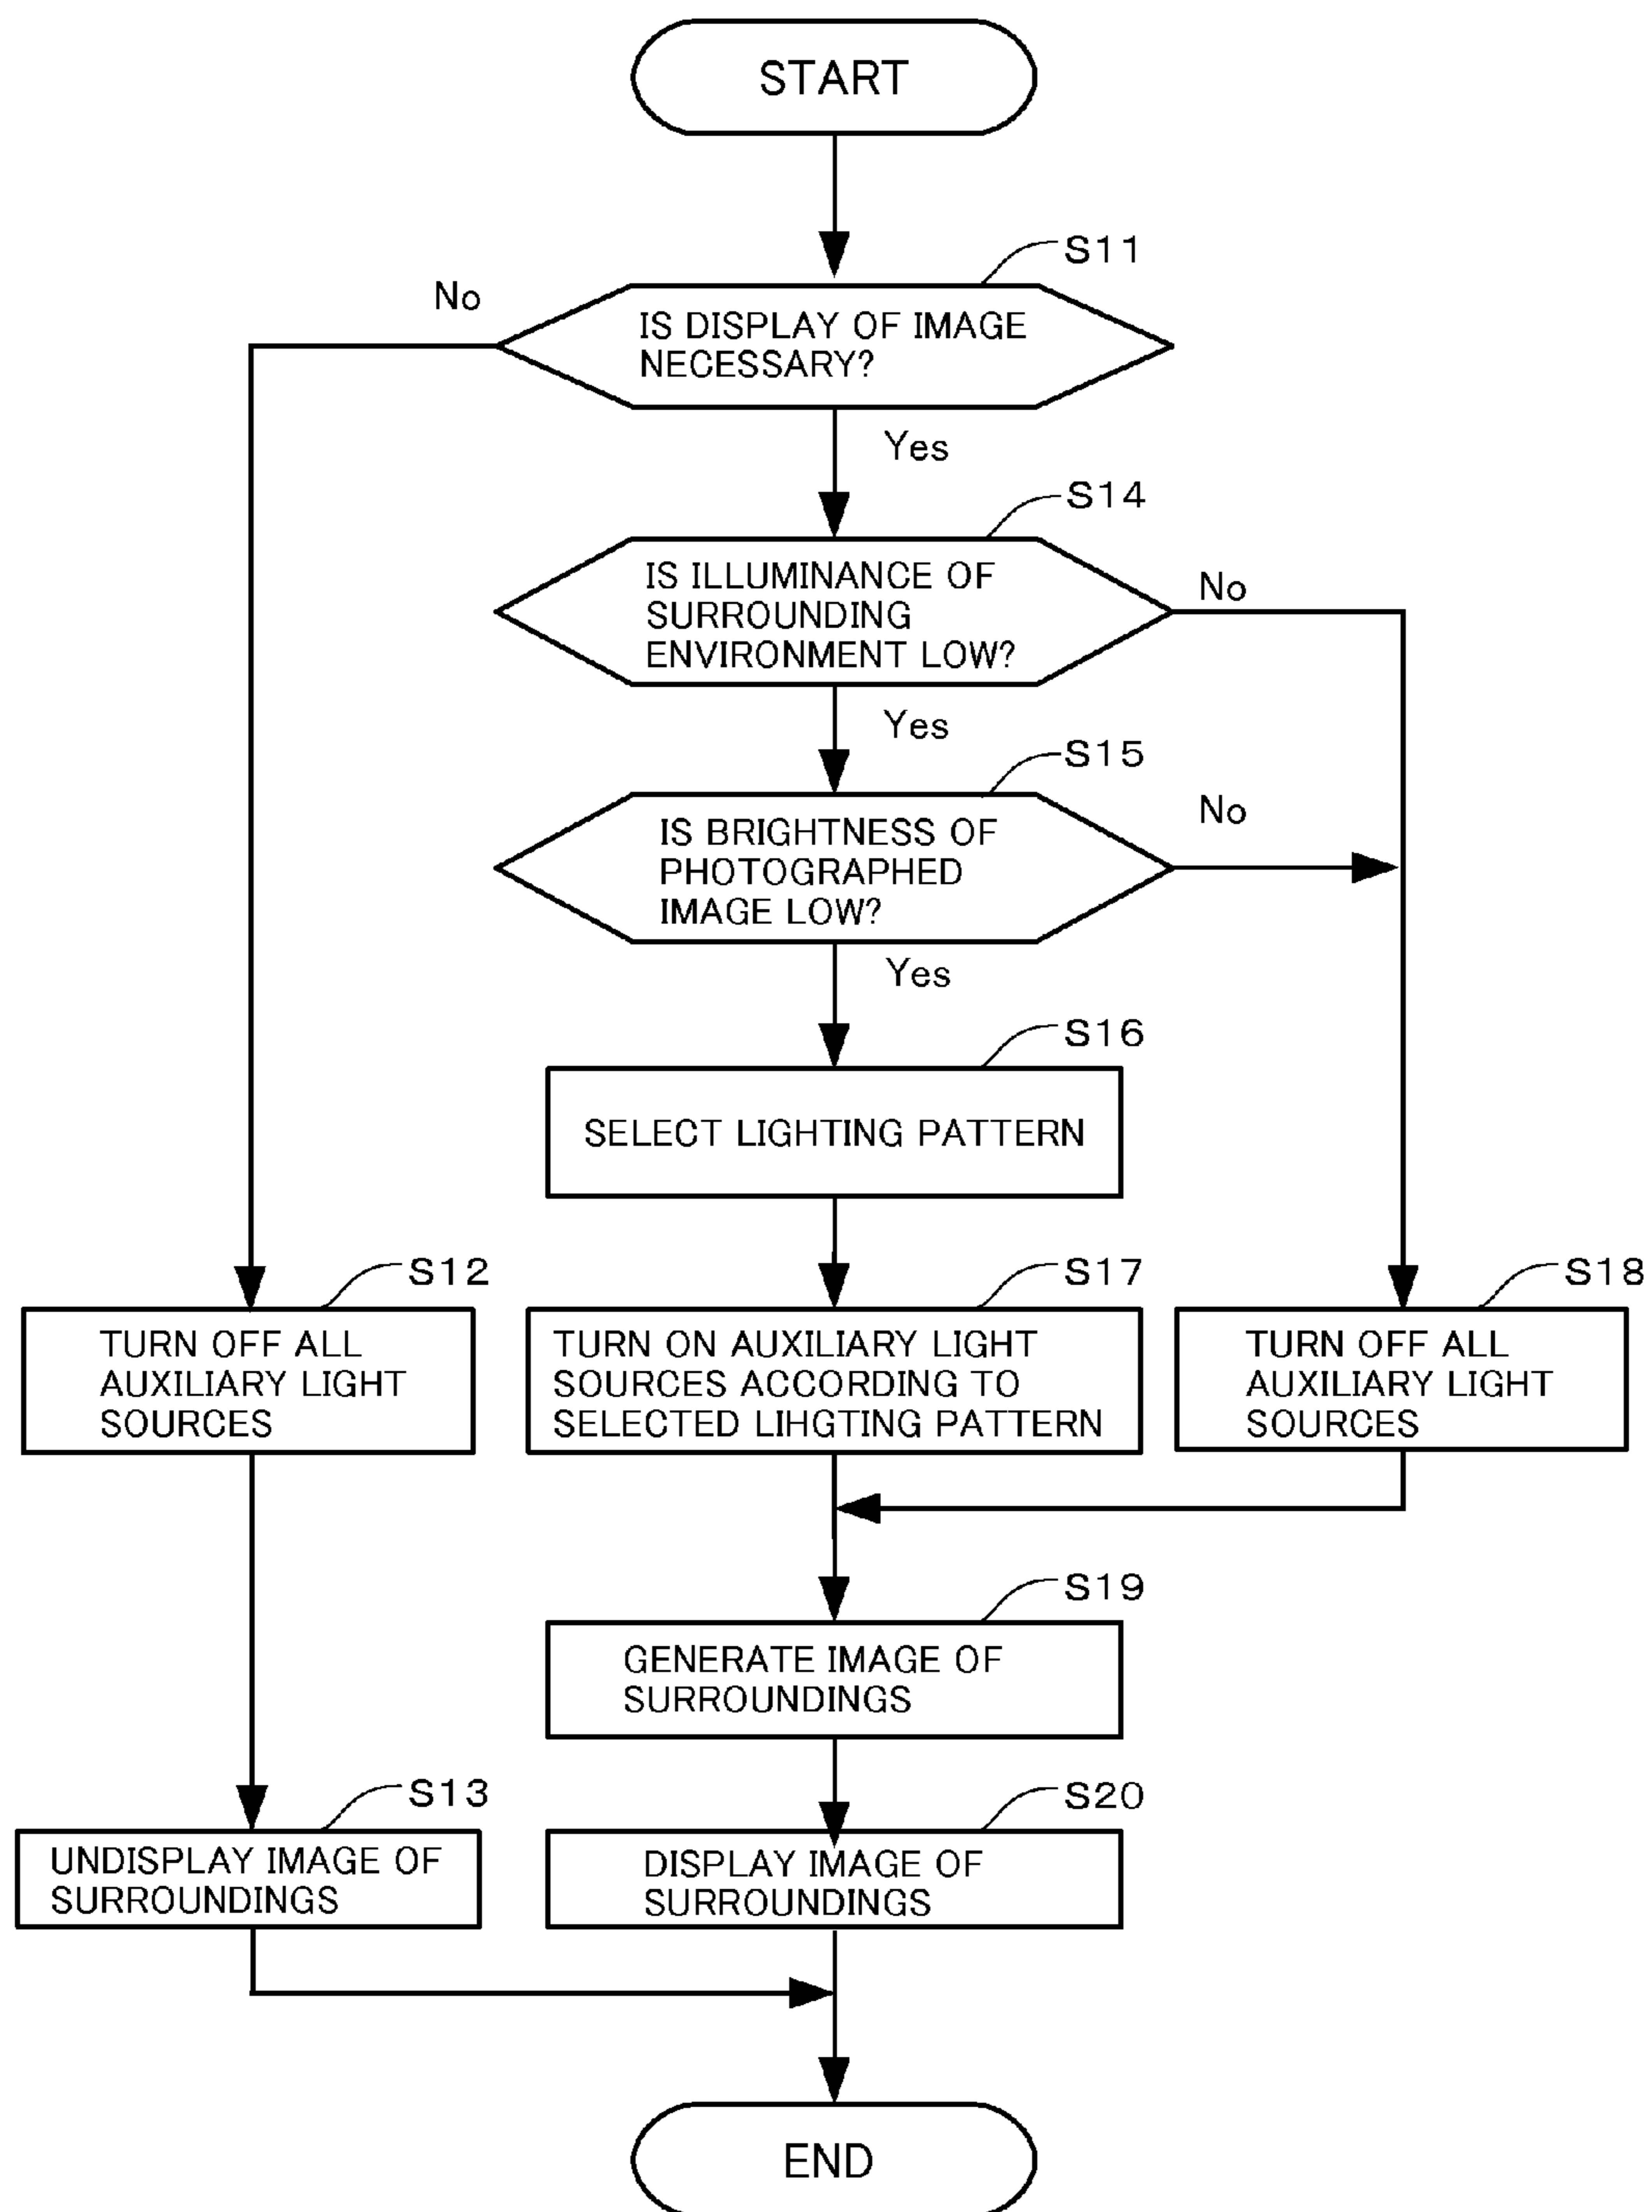 START
S11
No
IS DISPLAY OF IMAGE
NECESSARY?
Yes
S14
IS ILLUMINANCE OF
SURROUNDING
ENVIRONMENT LOW?
No
Yes
S15
IS BRIGHTNESS OF
PHOTOGRAPHED
IMAGE LOW?
No
Yes
S16
SELECT LIGHTING PATTERN
S12
TURN OFF ALL
AUXILIARY LIGHT
SOURCES
S17
TURN ON AUXILIARY LIGHT
SOURCES ACCORDING TO
SELECTED LIHGTING PATTERN
S18
TURN OFF ALL
AUXILIARY LIGHT
SOURCES
S19
GENERATE IMAGE OF
SURROUNDINGS
S13
UNDISPLAY IMAGE OF
SURROUNDINGS
S20
DISPLAY IMAGE OF
SURROUNDINGS
END